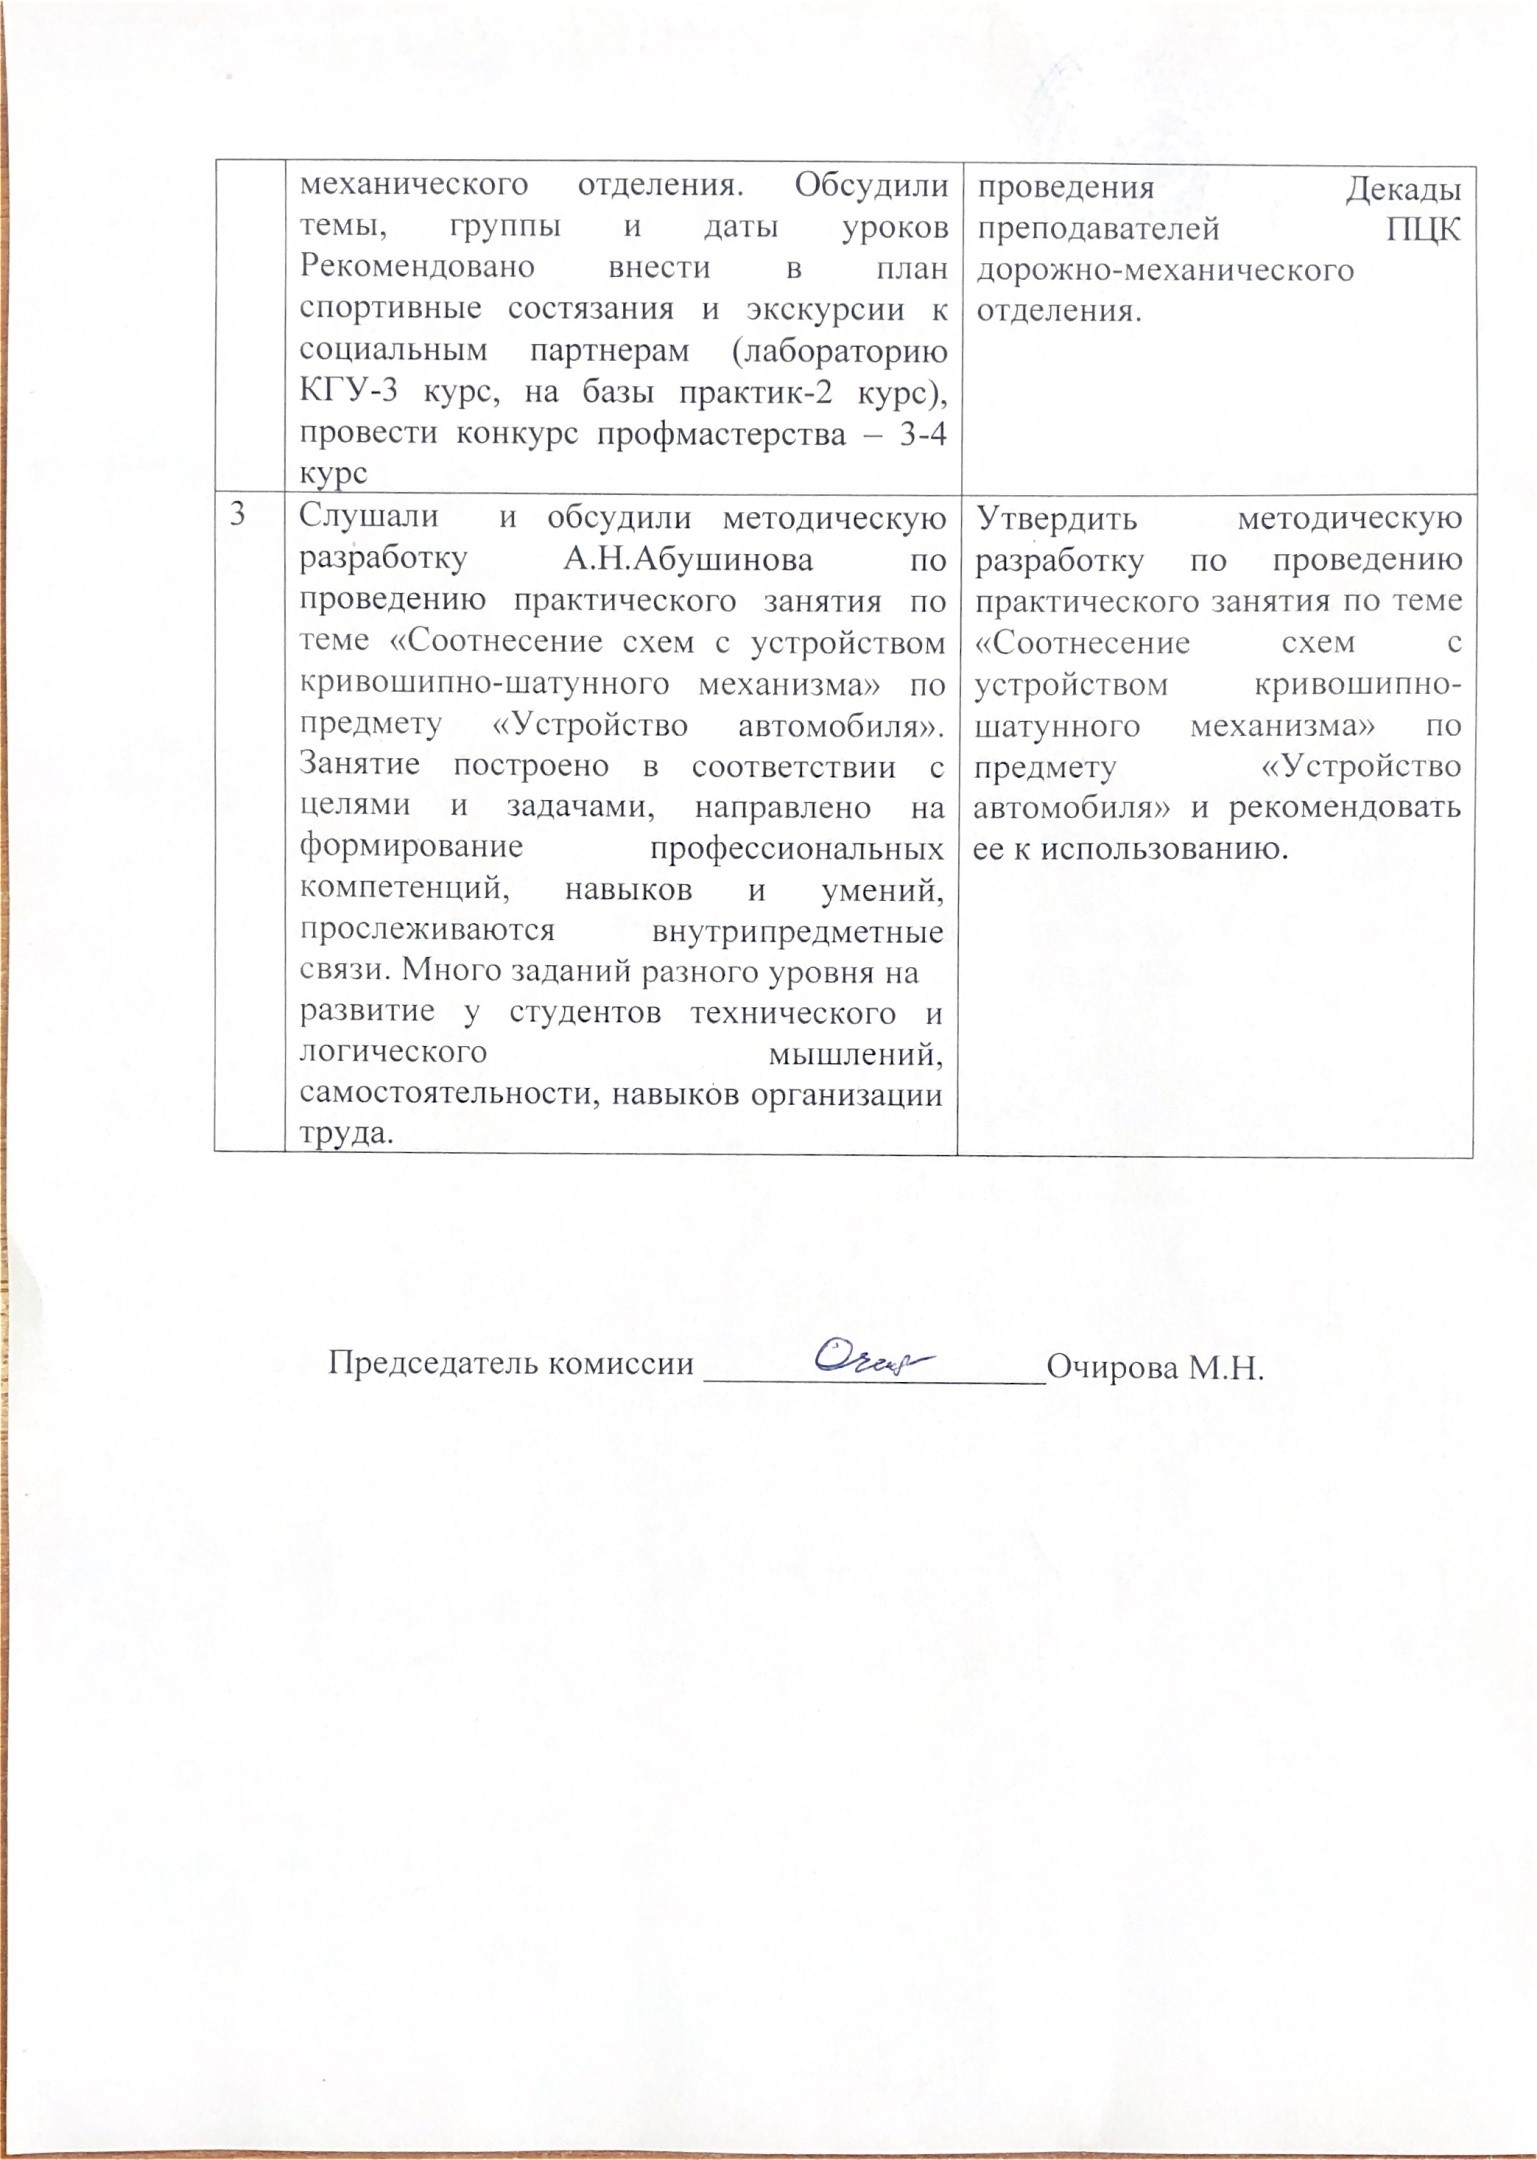 механического отделения. Обсудили
темы, группы и даты уроков
Рекомендовано внести в план
спортивные состязания и экскурсии к
социальным партнерам (лабораторию
КГУ-3 курс, на базы практик-2 курс),
провести конкурс профмастерства – 3-4
курс
проведения Декады
преподавателей ПЦК
дорожно-механического
отделения.
3
Слушали и обсудили методическую
разработку А.Н.Абушинова по
проведению практического занятия по
теме «Соотнесение схем с устройством
кривошипно-шатунного механизма» по
предмету «Устройство автомобиля».
Занятие построено в соответствии с
целями и задачами, направлено на
формирование профессиональных
компетенций, навыков и умений,
прослеживаются внутрипредметные
связи. Много заданий разного уровня на
развитие у студентов технического и
логического мышлений,
самостоятельности, навыков организации
труда.
Утвердить методическую
разработку по проведению
практического занятия по теме
«Соотнесение схем с
устройством кривошипно-
шатунного механизма» по
предмету «Устройство
автомобиля» и рекомендовать
ее к использованию.
Председатель комиссии ____________________Очирова М.Н.